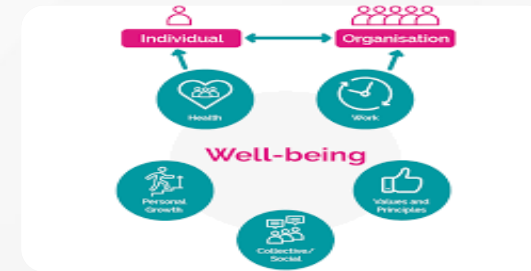 Individual
Organisation
Health
Work
Well-being
Personal
Growth
Values and
Principles
Collective/
Social